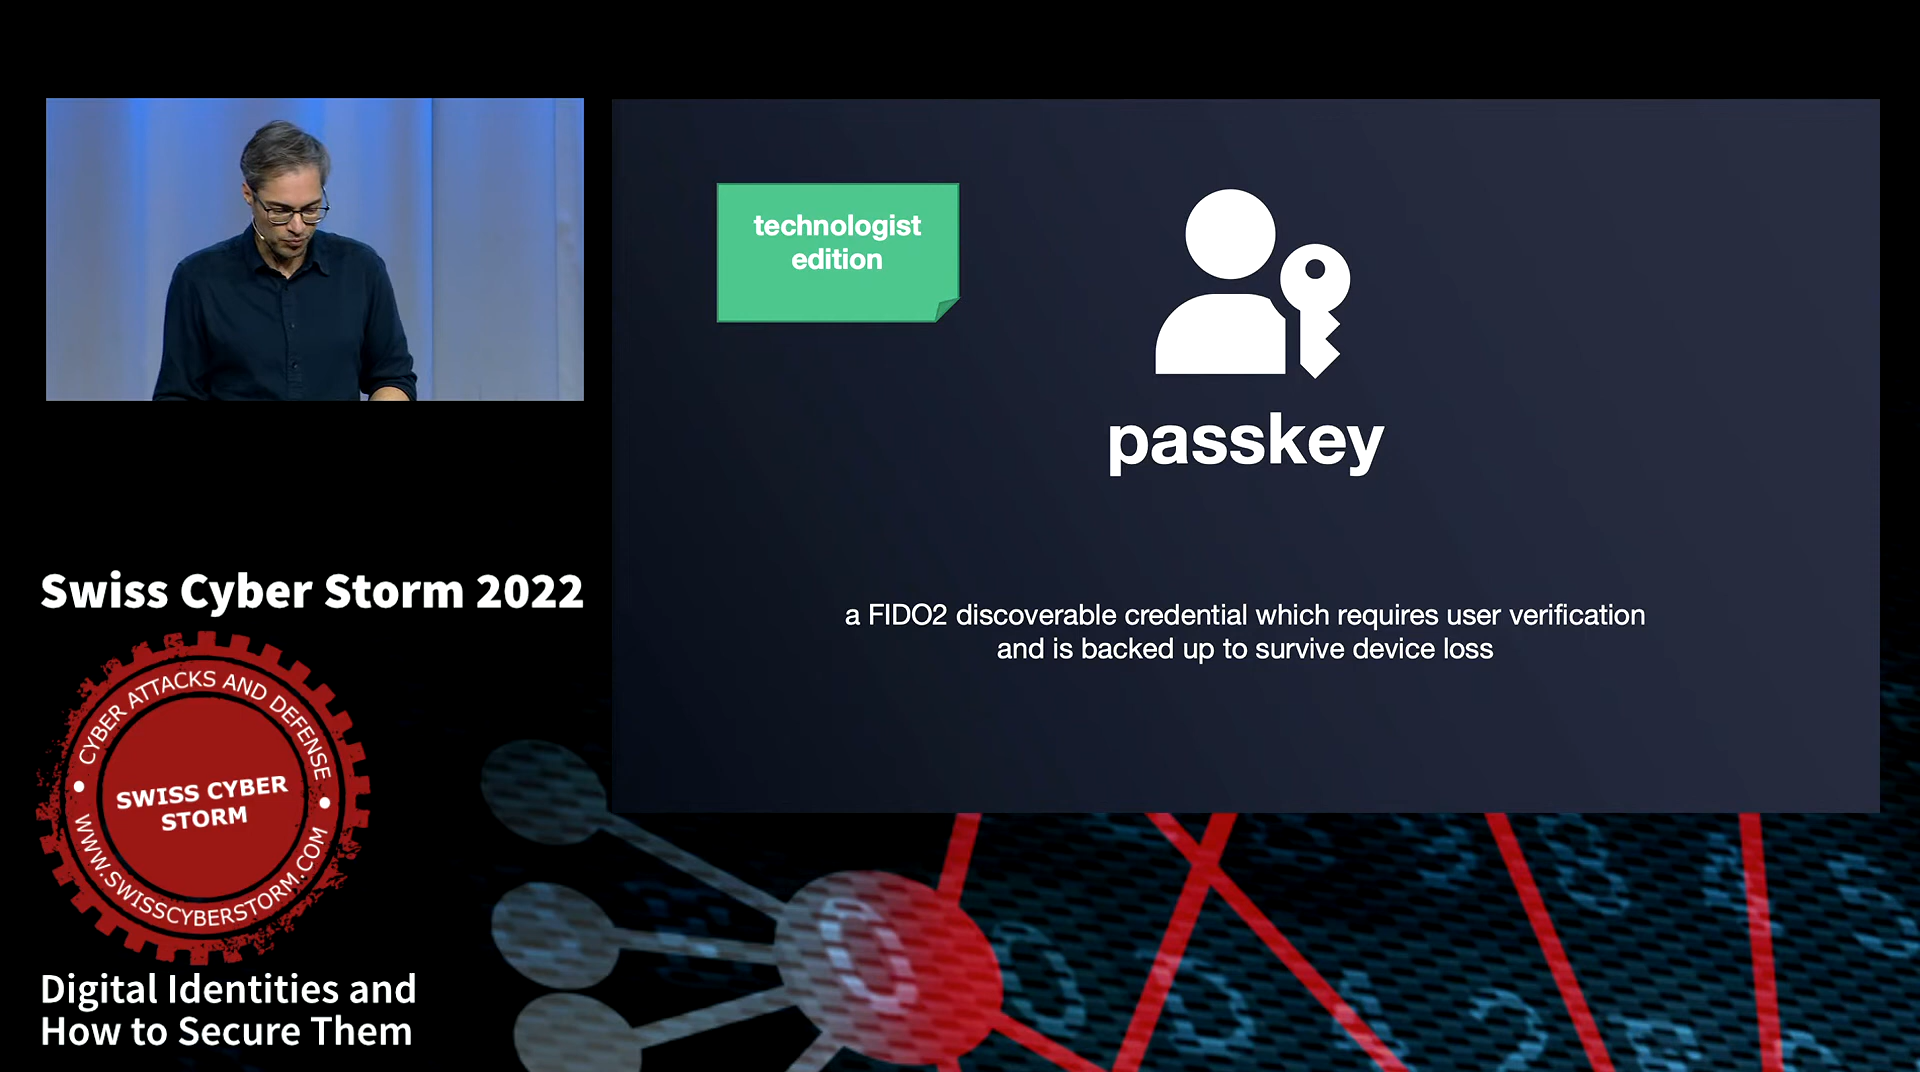 technologist
edition
passkey
a FIDO2 discoverable credential which requires user verification
and is backed up to survive device loss
Swiss Cyber Storm 2022
CYBER ATTACKS AND DEFENSE
SWISS CYBER
STORM
WWW.SWISSCYBERSTORM.COM
Digital Identities and
How to Secure Them